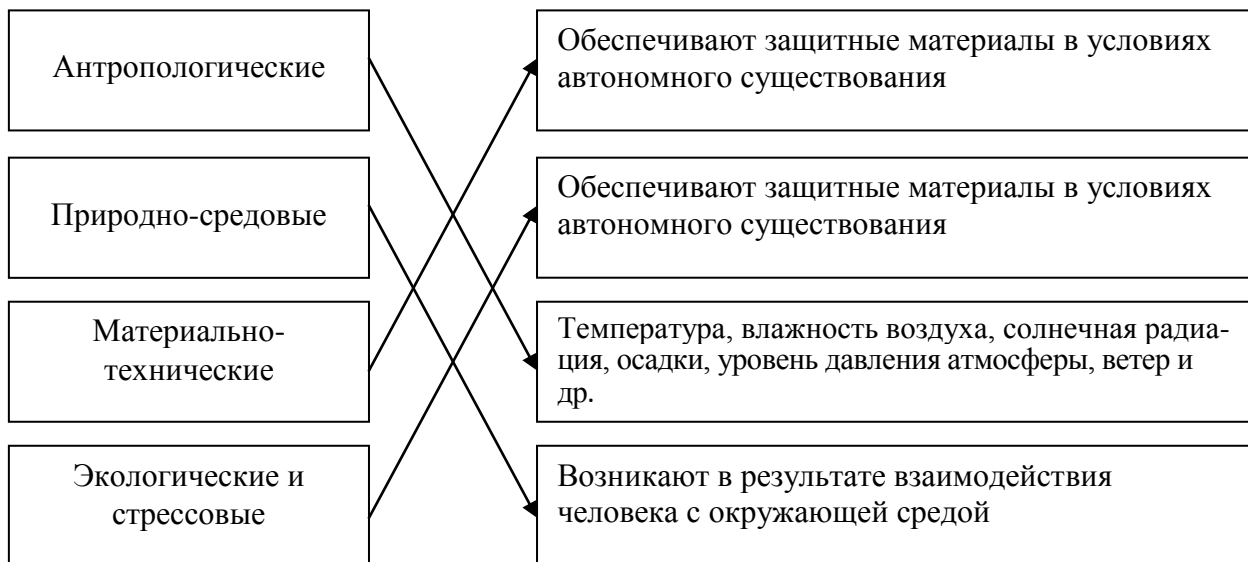 Антропологические
Обеспечивают защитные материалы в условиях
автономного существования
Природно-средовые
Обеспечивают защитные материалы в условиях
автономного существования
Материально-
технические
Температура, влажность воздуха, солнечная радиа-
ция, осадки, уровень давления атмосферы, ветер и
др.
Экологические и
стрессовые
Возникают в результате взаимодействия
человека с окружающей средой